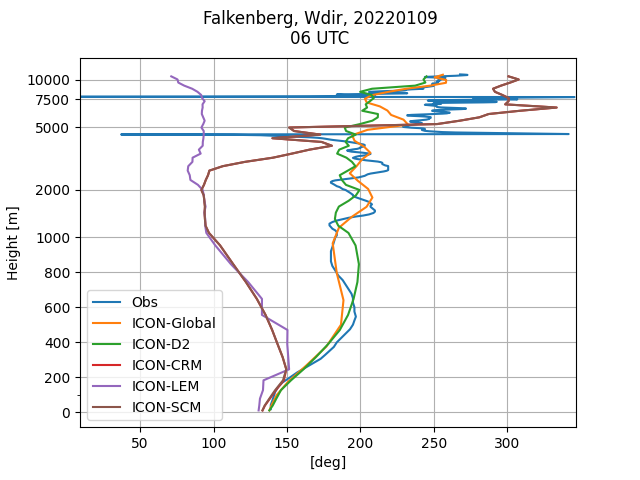 Falkenberg, Wdir, 20220109
06 UTC
Height [m]
10000
7500
5000
2000
1000
800
600
400
200
0
Obs
ICON-Global
ICON-D2
ICON-CRM
ICON-LEM
ICON-SCM
50 100 150 200 250 300
[deg]